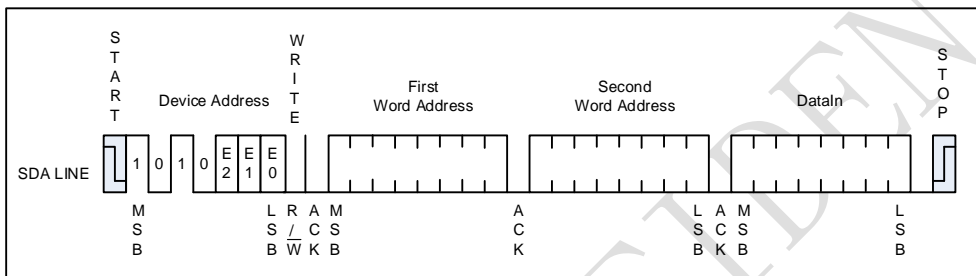 START
WRITE
STOP
Device Address
First
Word Address
Second
Word Address
DataIn
SDA LINE
1 0 1 0 E2 E1 E0
MSB
LSB
R/W
ACK
MSB
ACK
LSB
ACK
MSB
LSB